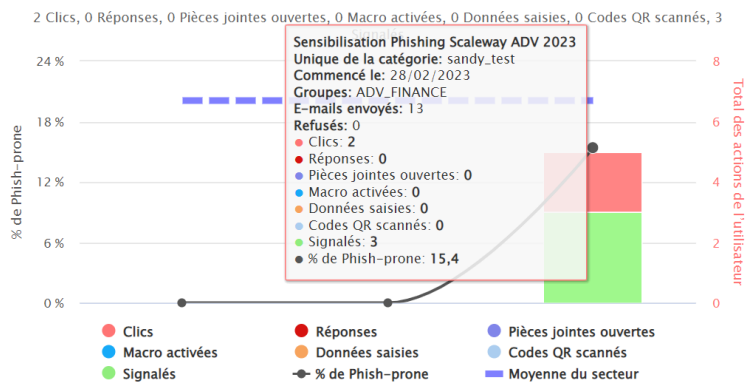 2 Clics, 0 Réponses, 0 Pièces jointes ouvertes, 0 Macro activées, 0 Données saisies, 0 Codes QR scannés, 3
Signalés
Sensibilisation Phishing Scaleway ADV 2023
Unique de la catégorie: sandy_test
Commencé le: 28/02/2023
Groupes: ADV_FINANCE
E-mails envoyés: 13
Refusés: 0
Clics: 2
Réponses: 0
Pièces jointes ouvertes: 0
Macro activées: 0
Données saisies: 0
Codes QR scannés: 0
Signalés: 3
% de Phish-prone: 15,4
% de Phish-prone
24 %
18 %
12 %
6 %
0 %
8
6
4
2
0
Total des actions de l'utilisateur
Clics
Réponses
Pièces jointes ouvertes
Macro activées
Données saisies
Codes QR scannés
Signalés
% de Phish-prone
Moyenne du secteur